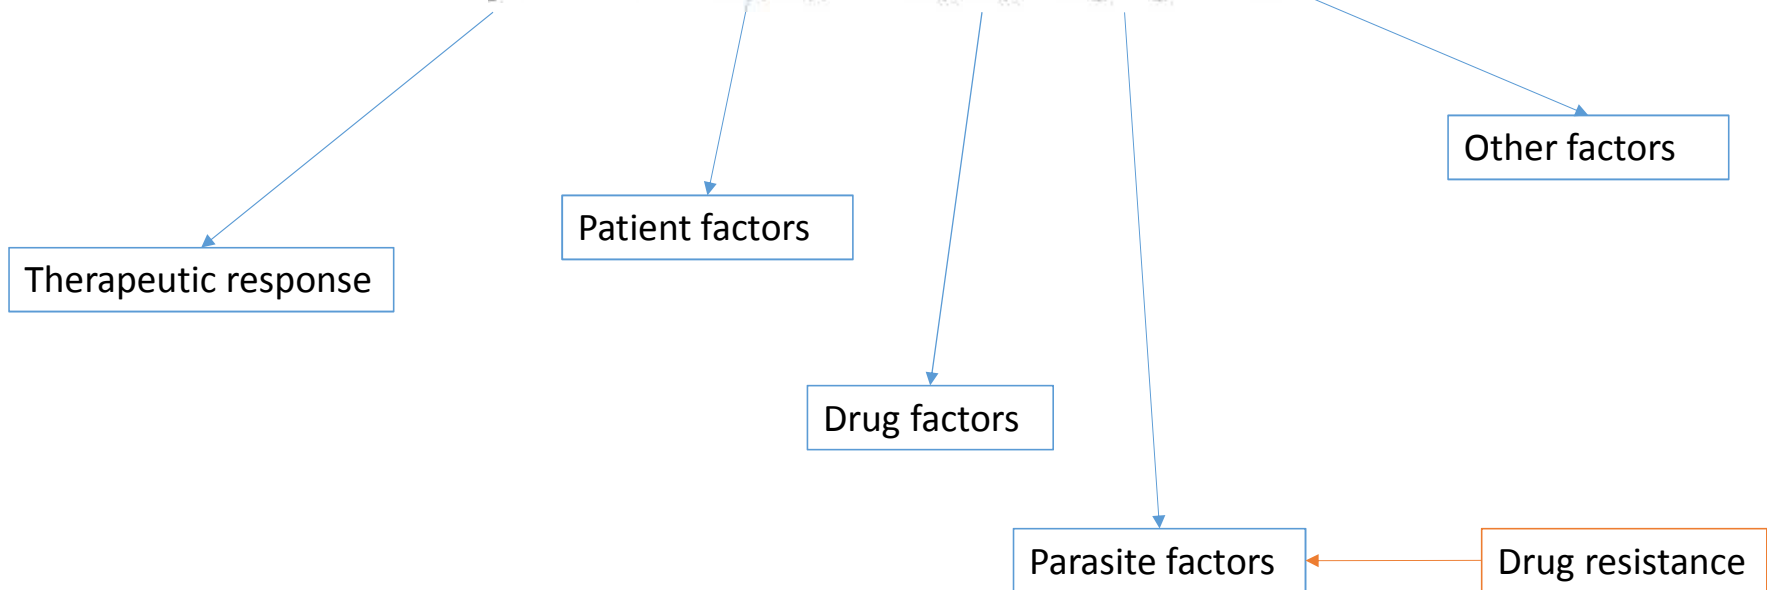 Other factors
Patient factors
Therapeutic response
Drug factors
Parasite factors
Drug resistance